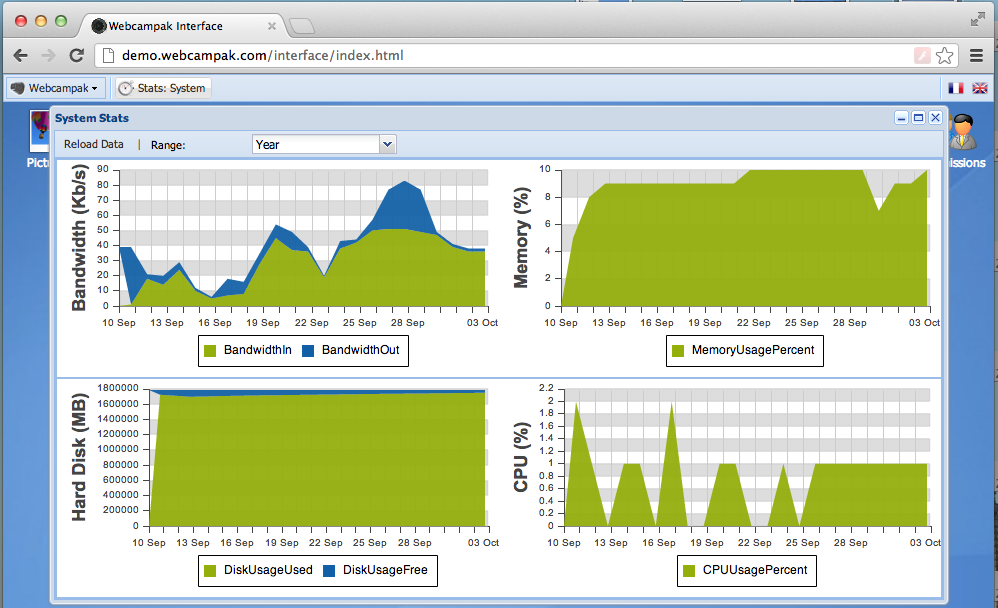 Webcampak Interface
demo.webcampak.com/interface/index.html
Webcampak
Stats: System
System Stats
Reload Data | Range: Year
Pictu
issions
Bandwidth (Kb/s)
90
80
70
60
50
40
30
20
10
0
10 Sep 13 Sep 16 Sep 19 Sep 22 Sep 25 Sep 28 Sep 03 Oct
BandwidthIn BandwidthOut
Memory (%)
10
8
6
4
2
0
10 Sep 13 Sep 16 Sep 19 Sep 22 Sep 25 Sep 28 Sep 03 Oct
MemoryUsagePercent
Hard Disk (MB)
1800000
1600000
1400000
1200000
1000000
800000
600000
400000
200000
0
10 Sep 13 Sep 16 Sep 19 Sep 22 Sep 25 Sep 28 Sep 03 Oct
DiskUsageUsed DiskUsageFree
CPU (%)
2.2
2
1.8
1.6
1.4
1.2
1
0.8
0.6
0.4
0.2
0
10 Sep 13 Sep 16 Sep 19 Sep 22 Sep 25 Sep 28 Sep 03 Oct
CPUUsagePercent